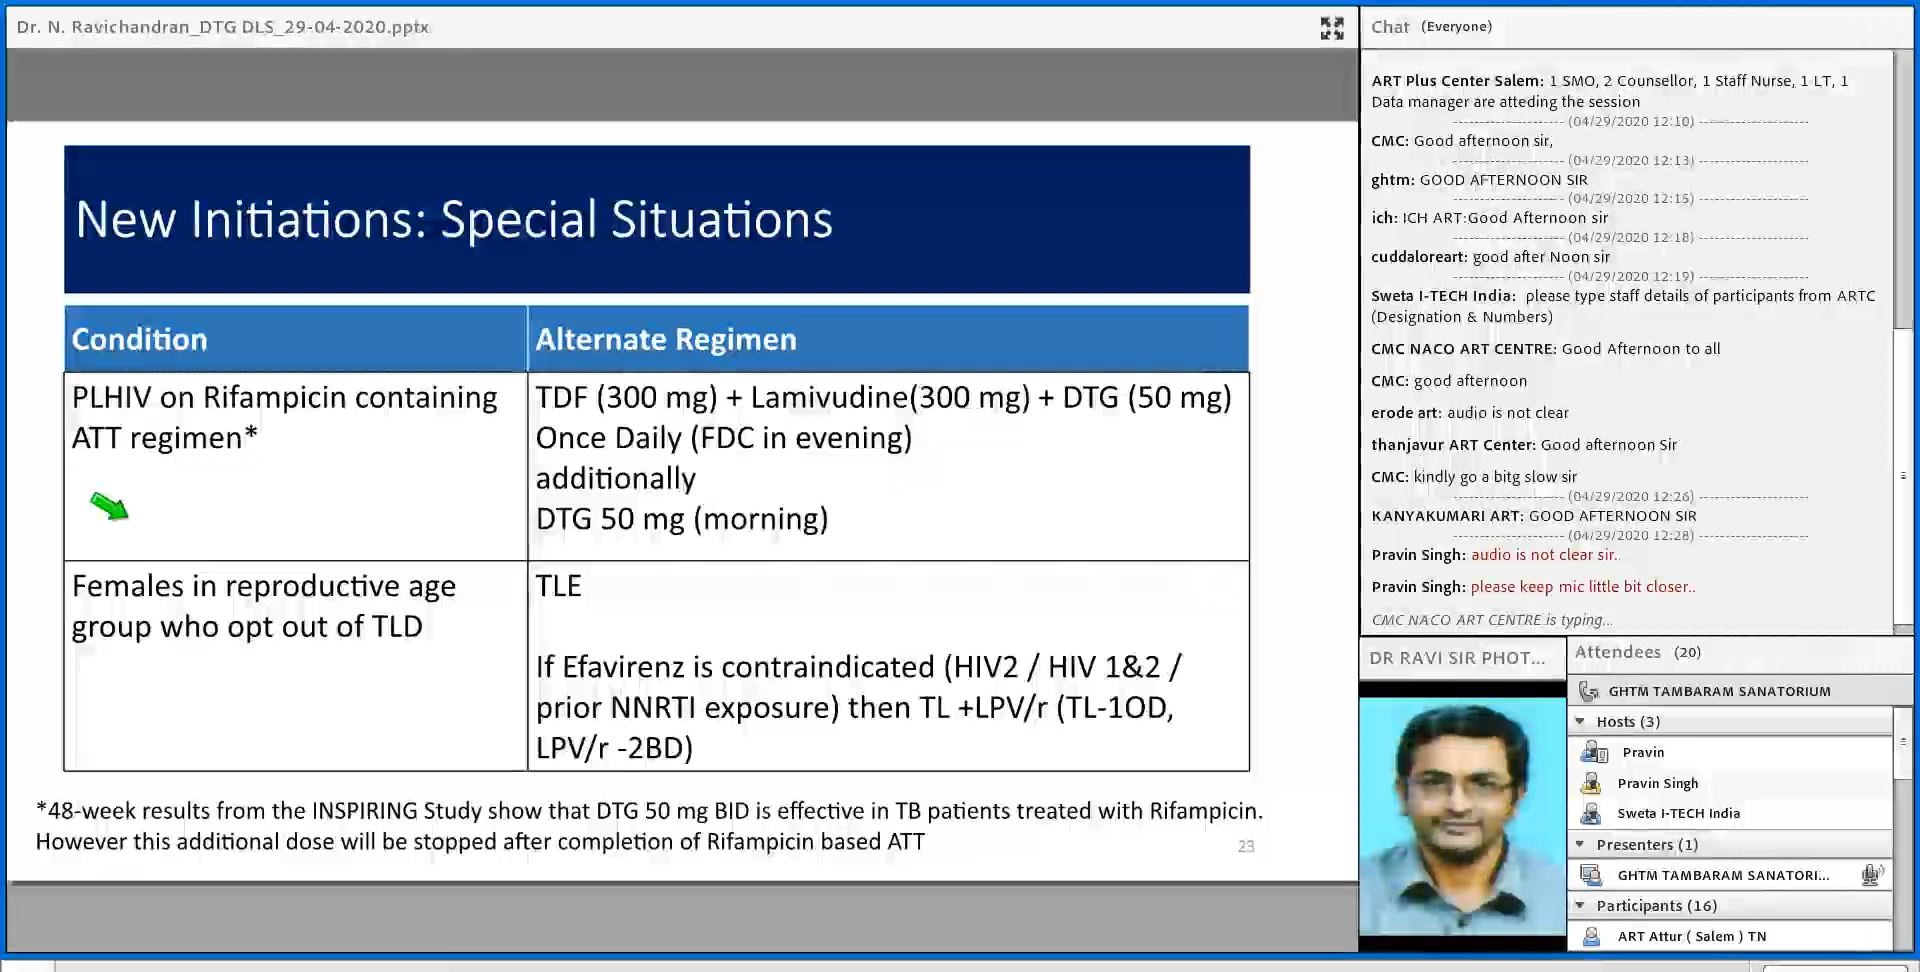 Dr. N. Ravichandran_DTG DLS_29-04-2020.pptx
New Initiations: Special Situations
Condition
Alternate Regimen
PLHIV on Rifampicin containing
ATT regimen*
TDF (300 mg) + Lamivudine(300 mg) + DTG (50 mg)
Once Daily (FDC in evening)
additionally
DTG 50 mg (morning)
Females in reproductive age
group who opt out of TLD
TLE
If Efavirenz is contraindicated (HIV2 / HIV 1&2 /
prior NNRTI exposure) then TL +LPV/r (TL-1OD,
LPV/r -2BD)
*48-week results from the INSPIRING Study show that DTG 50 mg BID is effective in TB patients treated with Rifampicin.
However this additional dose will be stopped after completion of Rifampicin based ATT
23
Chat (Everyone)
ART Plus Center Salem: 1 SMO, 2 Counsellor, 1 Staff Nurse, 1 LT, 1
Data manager are atteding the session
-------------------- (04/29/2020 12:10) --------------------
CMC: Good afternoon sir,
-------------------- (04/29/2020 12:13) --------------------
ghtm: GOOD AFTERNOON SIR
-------------------- (04/29/2020 12:15) --------------------
ich: ICH ART:Good Afternoon sir
-------------------- (04/29/2020 12:18) --------------------
cuddaloreart: good after Noon sir
-------------------- (04/29/2020 12:19) --------------------
Sweta I-TECH India: please type staff details of participants from ARTC
(Designation & Numbers)
CMC NACO ART CENTRE: Good Afternoon to all
CMC: good afternoon
erode art: audio is not clear
thanjavur ART Center: Good afternoon Sir
CMC: kindly go a bitg slow sir
-------------------- (04/29/2020 12:26) --------------------
KANYAKUMARI ART: GOOD AFTERNOON SIR
-------------------- (04/29/2020 12:28) --------------------
Pravin Singh: audio is not clear sir..
Pravin Singh: please keep mic little bit closer..
CMC NACO ART CENTRE is typing...
DR RAVI SIR PHOT...
Attendees (20)
GHTM TAMBARAM SANATORIUM
Hosts (3)
Pravin
Pravin Singh
Sweta I-TECH India
Presenters (1)
GHTM TAMBARAM SANATORI...
Participants (16)
ART Attur ( Salem ) TN